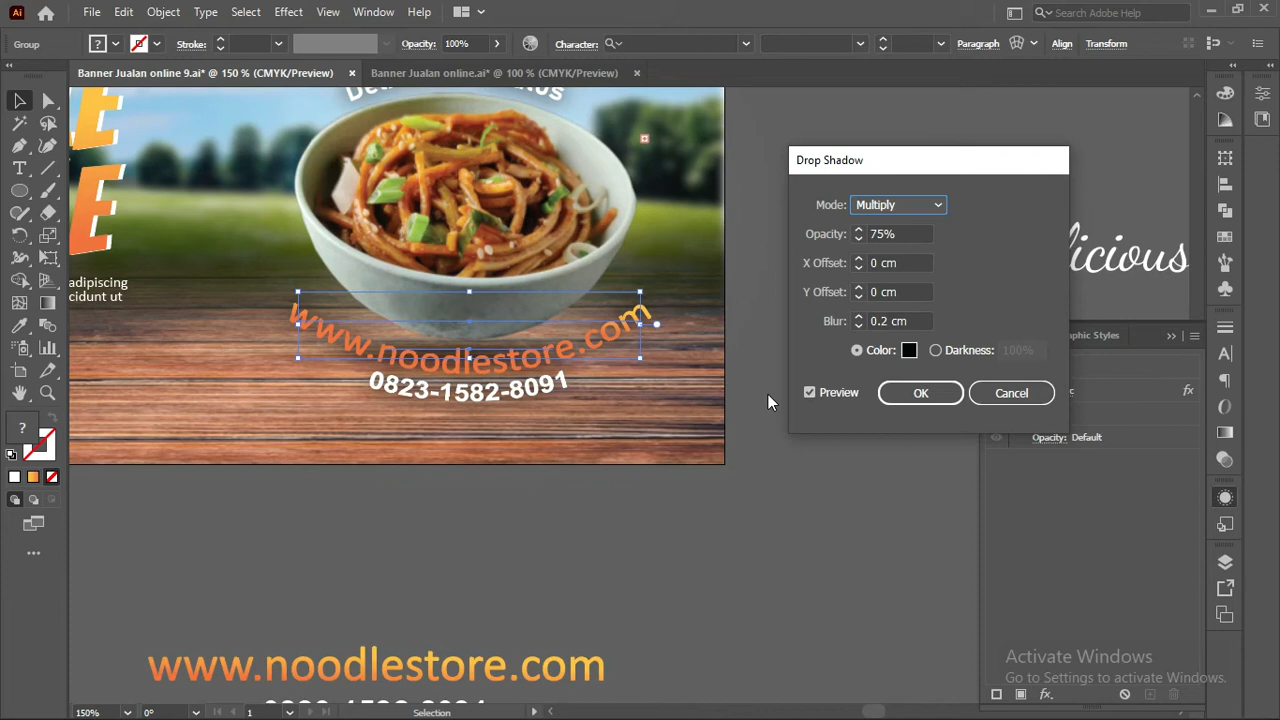 Ai File Edit Object Type Select Effect View Window Help Search Adobe Help
Group ? Stroke: Opacity: 100% Character: Paragraph Align Transform
Banner Jualan online 9.ai* @ 150 % (CMYK/Preview) × Banner Jualan online.ai* @ 100 % (CMYK/Preview) ×
E
E
adipiscing
cidunt ut
www.noodlestore.com
0823-1582-8091
licious
Drop Shadow
Mode: Multiply
Opacity: 75%
X Offset: 0 cm
Y Offset: 0 cm
Blur: 0.2 cm
Color: Darkness: 100%
Preview OK Cancel
raphic Styles
fx
Opacity: Default
?
www.noodlestore.com
Activate Windows
Go to Settings to activate Windows.
fx
150% 0° 1 Selection